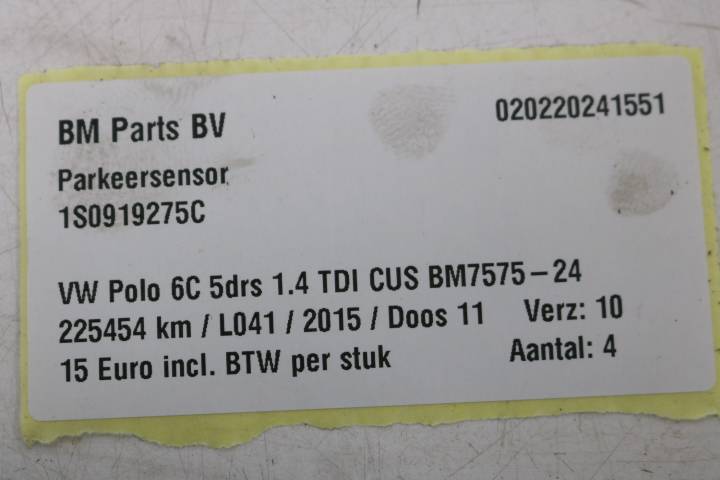 BM Parts BV 020220241551
Parkeersensor
1S0919275C
VW Polo 6C 5drs 1.4 TDI CUS BM7575-24
225454 km / L041 / 2015 / Doos 11 Verz: 10
15 Euro incl. BTW per stuk Aantal: 4